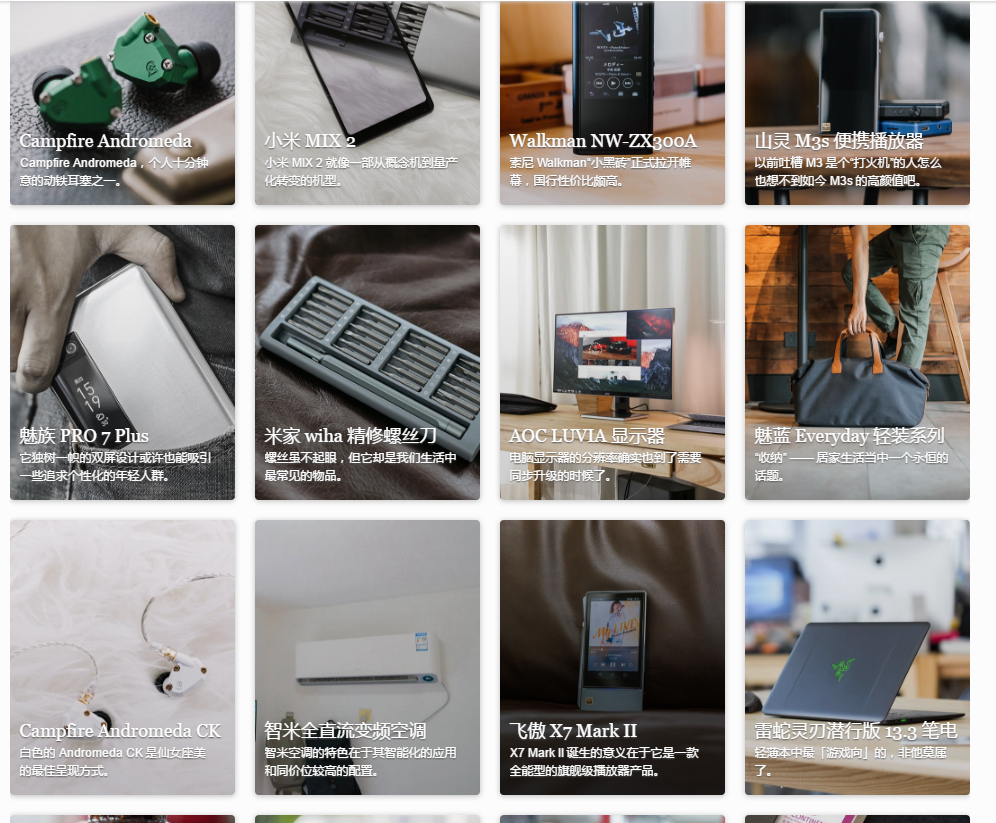 Campfire Andromeda
Campfire Andromeda，个人十分钟
意的动铁耳塞之一。
小米 MIX 2
小米 MIX 2 就像一部从概念机到量产
化转变的机型。
Walkman NW-ZX300A
索尼 Walkman“小黑砖”正式拉开帷
幕，国行性价比颇高。
山灵 M3s 便携播放器
以前吐槽 M3 是个“打火机”的人怎么
也想不到如今 M3s 的高颜值吧。
魅族 PRO 7 Plus
它独树一帜的双屏设计或许也能吸引
一些追求个性化的年轻人群。
米家 wiha 精修螺丝刀
螺丝虽不起眼，但它却是我们生活中
最常见的物品。
AOC LUVIA 显示器
电脑显示器的分辨率确实也到了需要
同步升级的时候了。
魅蓝 Everyday 轻装系列
“收纳” —— 居家生活当中一个永恒的
话题。
Campfire Andromeda CK
白色的 Andromeda CK 是仙女座美
的最佳呈现方式。
智米全直流变频空调
智米空调的特色在于其智能化的应用
和同价位较高的配置。
飞傲 X7 Mark II
X7 Mark II 诞生的意义在于它是一款
全能型的旗舰级播放器产品。
雷蛇灵刃潜行版 13.3 笔电
轻薄本中最「游戏向」的，非他莫属
了。